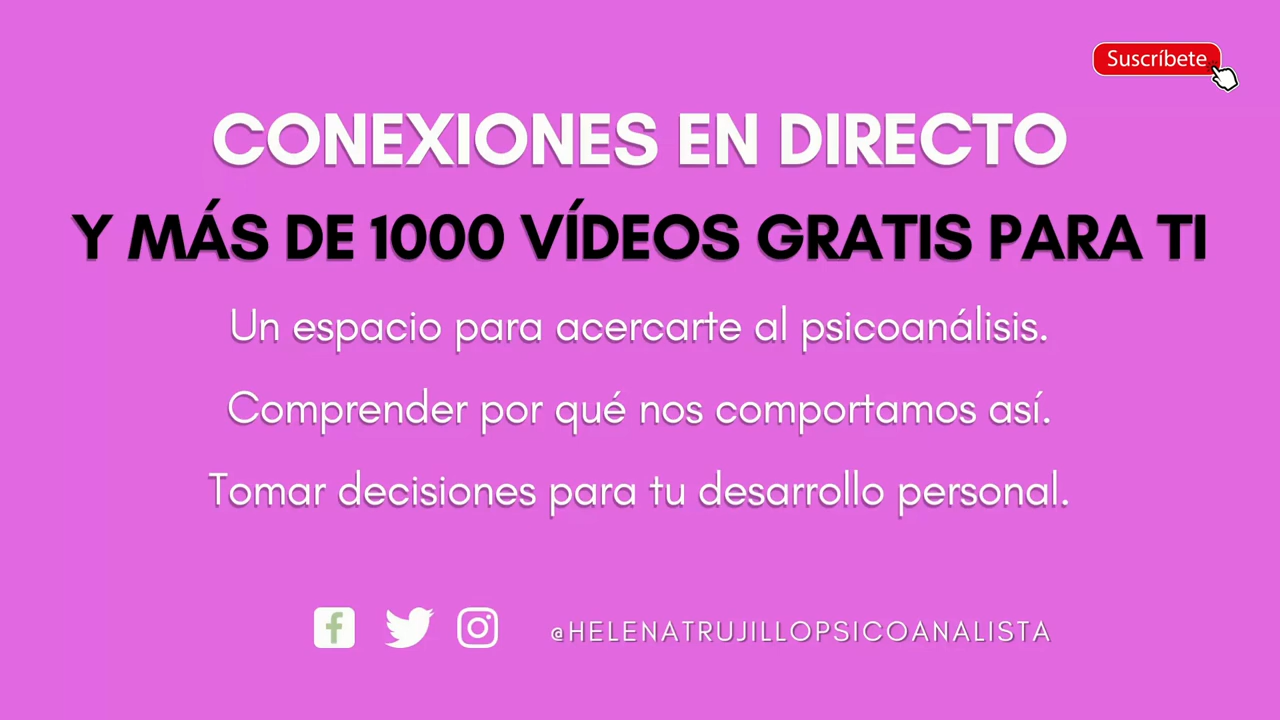 Suscríbete
CONEXIONES EN DIRECTO
Y MÁS DE 1000 VÍDEOS GRATIS PARA TI
Un espacio para acercarte al psicoanálisis.
Comprender por qué nos comportamos así.
Tomar decisiones para tu desarrollo personal.
@HELENATRUJILLOPSICOANALISTA